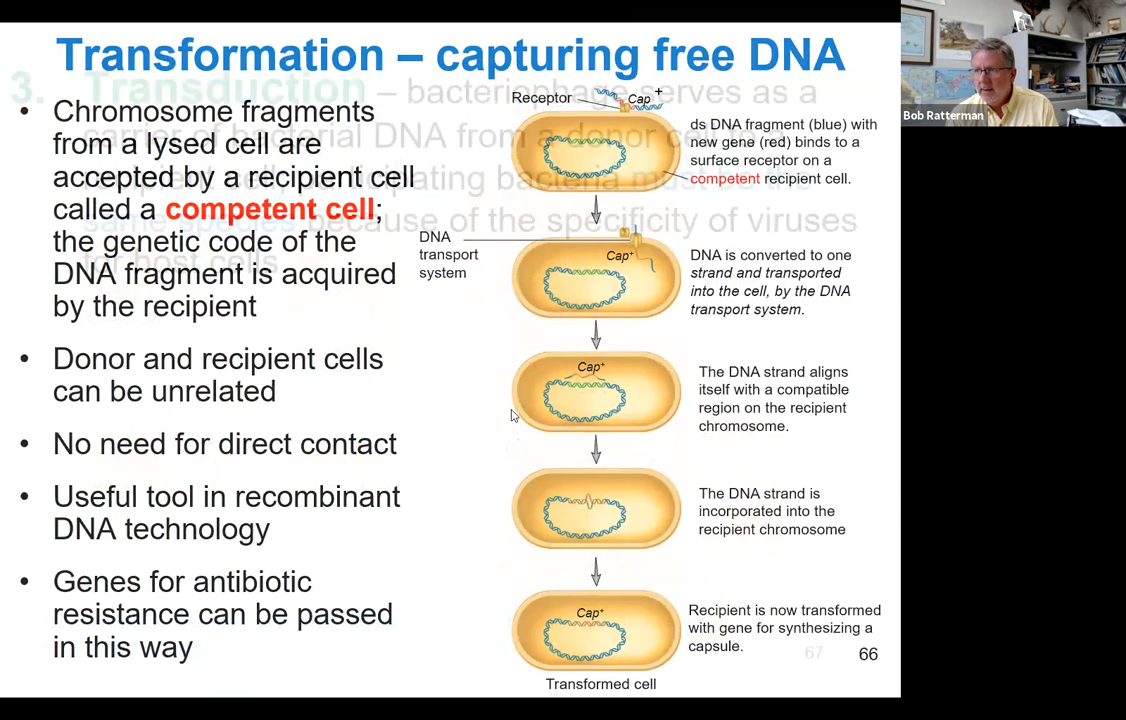 Transformation – capturing free DNA
3. Transduction – bacteriophage serves as a
carrier of bacterial DNA from a donor cell to a
recipient cell; participating bacteria must be the
same species because of the specificity of viruses
for host cells
• Chromosome fragments
from a lysed cell are
accepted by a recipient cell
called a competent cell;
the genetic code of the
DNA fragment is acquired
by the recipient
• Donor and recipient cells
can be unrelated
• No need for direct contact
• Useful tool in recombinant
DNA technology
• Genes for antibiotic
resistance can be passed
in this way
Receptor
Cap+
ds DNA fragment (blue) with
new gene (red) binds to a
surface receptor on a
competent recipient cell.
DNA
transport
system
Cap+
DNA is converted to one
strand and transported
into the cell, by the DNA
transport system.
Cap+
The DNA strand aligns
itself with a compatible
region on the recipient
chromosome.
The DNA strand is
incorporated into the
recipient chromosome
Cap+
Recipient is now transformed
with gene for synthesizing a
capsule.
Transformed cell
67
66
Bob Ratterman